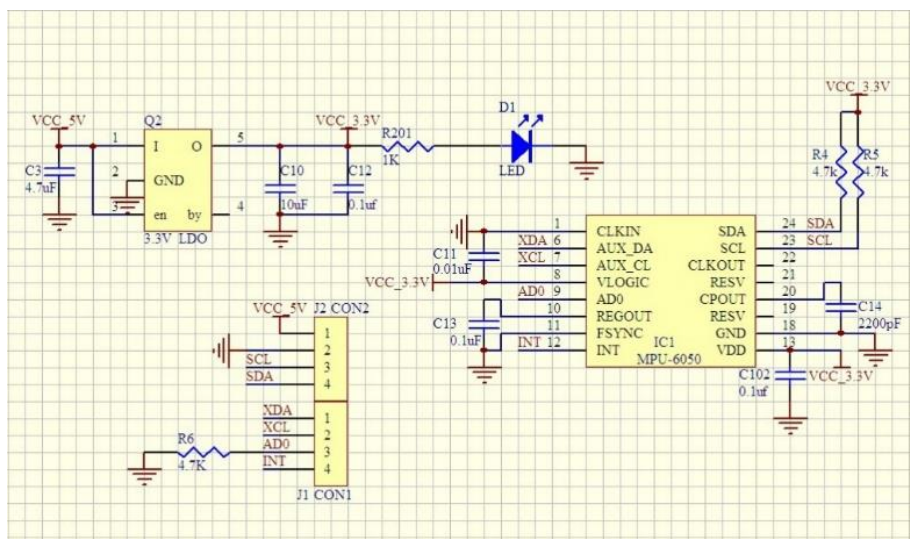 VCC_5V
Q2
1
I
O
5
C3
4.7uF
2
GND
3
en
by
4
3.3V LDO
C10
10uF
VCC_3.3V
C12
0.1uf
R201
1K
D1
LED
VCC_3.3V
R4
4.7k
R5
4.7k
1
CLKIN
SDA
24
SDA
XDA
6
AUX_DA
SCL
23
SCL
XCL
7
AUX_CL
CLKOUT
22
8
VLOGIC
RESV
21
AD0
9
AD0
CPOUT
20
10
REGOUT
RESV
19
11
FSYNC
GND
18
INT
12
INT
VDD
13
IC1
MPU-6050
C11
0.01uF
VCC_3.3V
C13
0.1uF
C14
2200pF
C102
0.1uf
VCC_3.3V
VCC_5V
J2 CON2
1
2
SCL
3
SDA
4
XDA
1
XCL
2
AD0
3
INT
4
R6
4.7K
J1 CON1